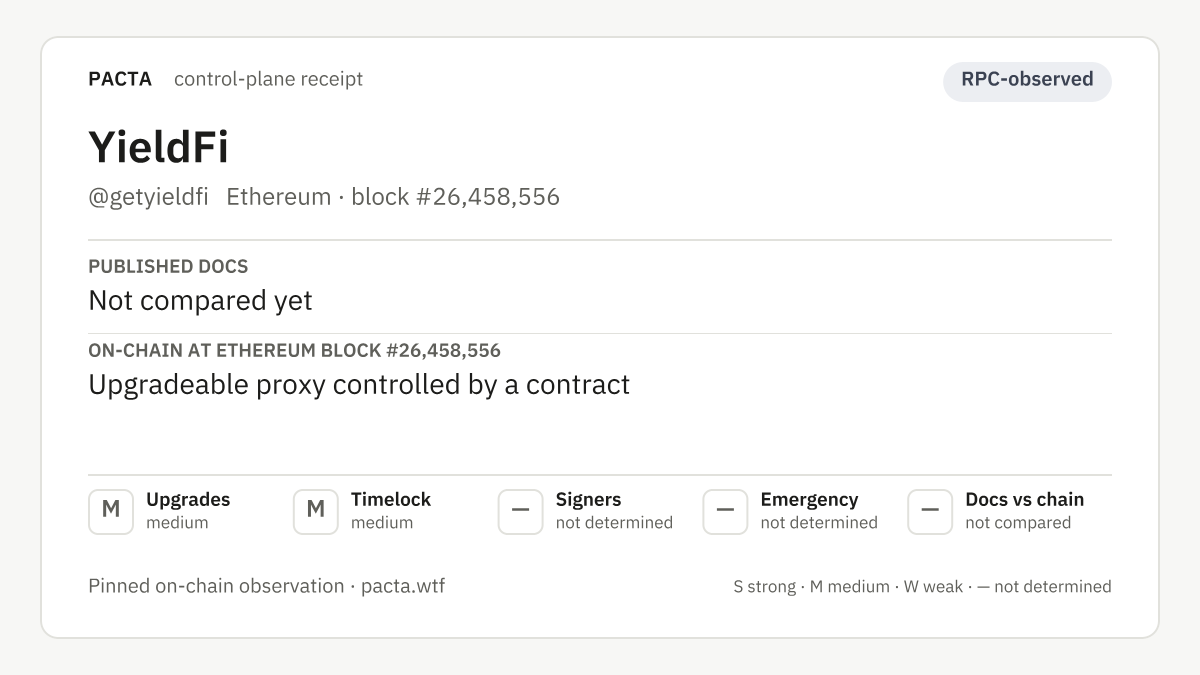 PACTA control-plane receipt
RPC-observed
YieldFi
@getyieldfi Ethereum · block #26,458,556
PUBLISHED DOCS
Not compared yet
ON-CHAIN AT ETHEREUM BLOCK #26,458,556
Upgradeable proxy controlled by a contract
M Upgrades
medium
M Timelock
medium
— Signers
not determined
— Emergency
not determined
— Docs vs chain
not compared
Pinned on-chain observation · pacta.wtf
S strong · M medium · W weak · — not determined